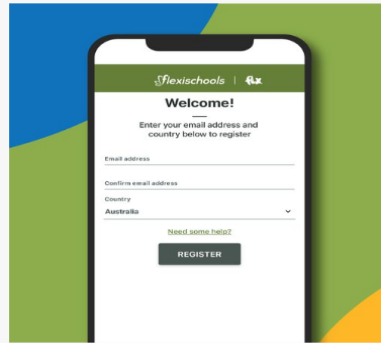 flexischools | flx
Welcome!
Enter your email address and
country below to register
Email address
Confirm email address
Country
Australia
Need some help?
REGISTER